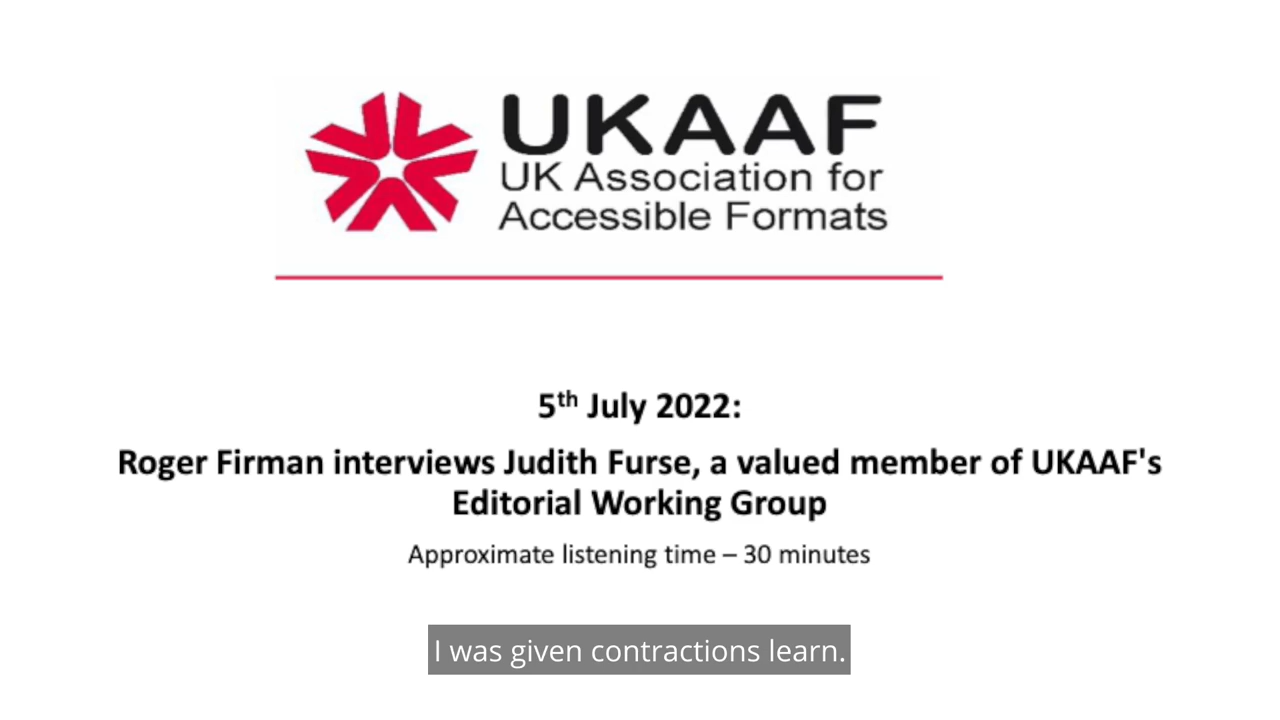 UKAAF
UK Association for
Accessible Formats
5th July 2022:
Roger Firman interviews Judith Furse, a valued member of UKAAF's
Editorial Working Group
Approximate listening time – 30 minutes
I was given contractions learn.